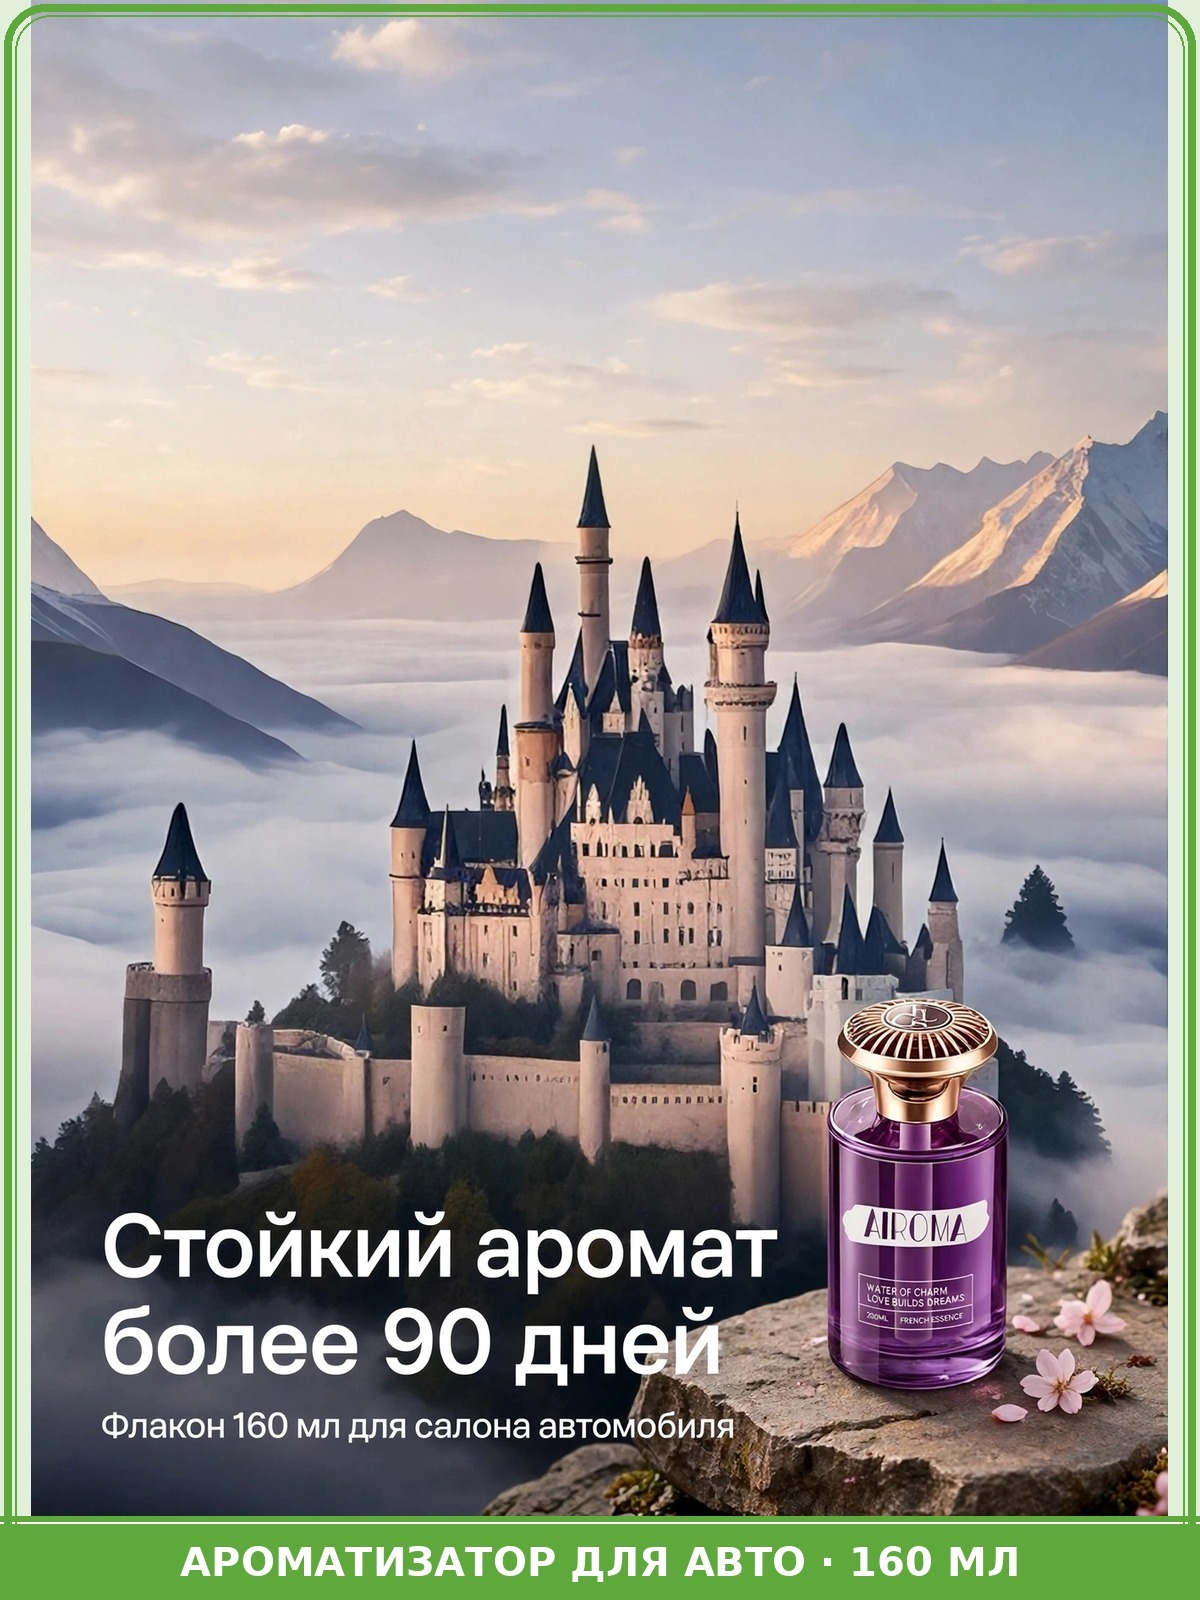 AIROMA
WATER OF CHARM
LOVE BUILDS DREAMS
200ML FRENCH ESSENCE
Стойкий аромат
более 90 дней
Флакон 160 мл для салона автомобиля
АРОМАТИЗАТОР ДЛЯ АВТО · 160 МЛ